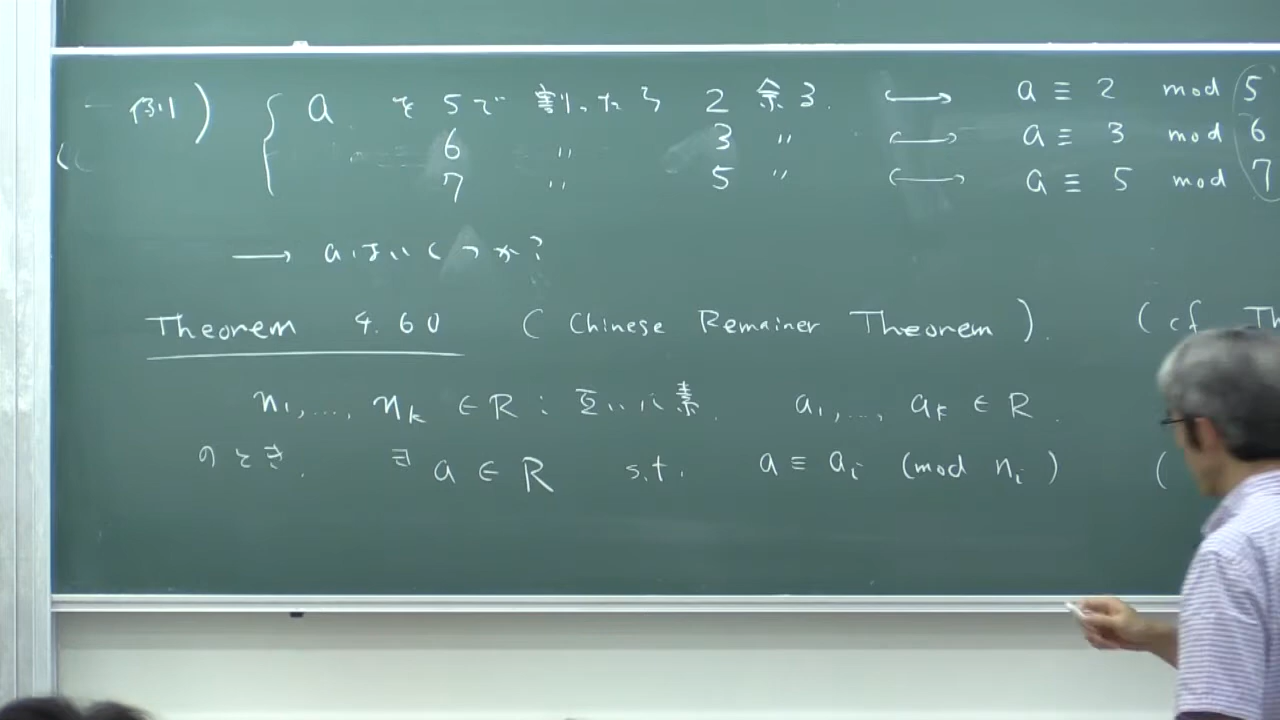 例) { a を 5で 割ったら 2 余る. ⟷ a ≡ 2 mod 5
6 〃 3 〃 . ⟷ a ≡ 3 mod 6
7 〃 5 〃 ⟷ a ≡ 5 mod 7
→ a はいくつか?
Theorem 4.60 (Chinese Remainer Theorem). (cf Th
n₁,..., nₖ ∈ R : 互いに素. a₁,..., aₖ ∈ R.
のとき. ∃ a ∈ R s.t. a ≡ aᵢ (mod nᵢ) (